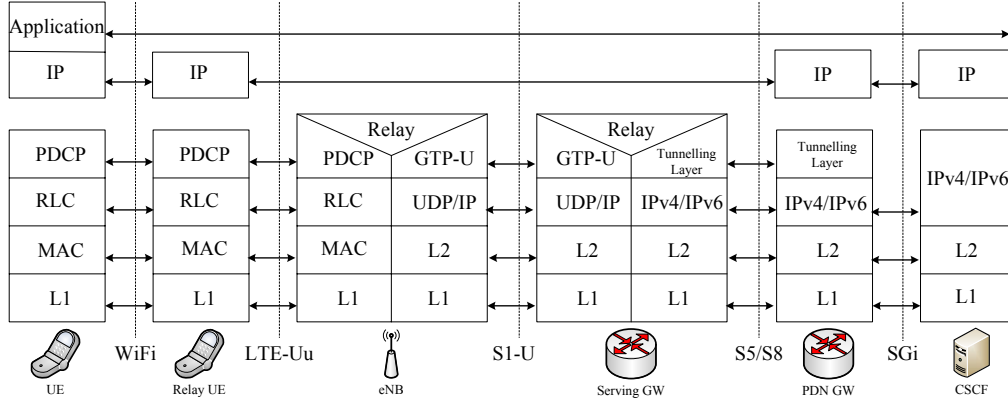 Application
IP IP IP IP
Relay Relay
PDCP PDCP PDCP GTP-U GTP-U Tunnelling Layer Tunnelling Layer
RLC RLC RLC UDP/IP UDP/IP IPv4/IPv6 IPv4/IPv6 IPv4/IPv6
MAC MAC MAC L2 L2 L2 L2 L2
L1 L1 L1 L1 L1 L1 L1 L1
WiFi LTE-Uu S1-U S5/S8 SGi
UE Relay UE eNB Serving GW PDN GW CSCF